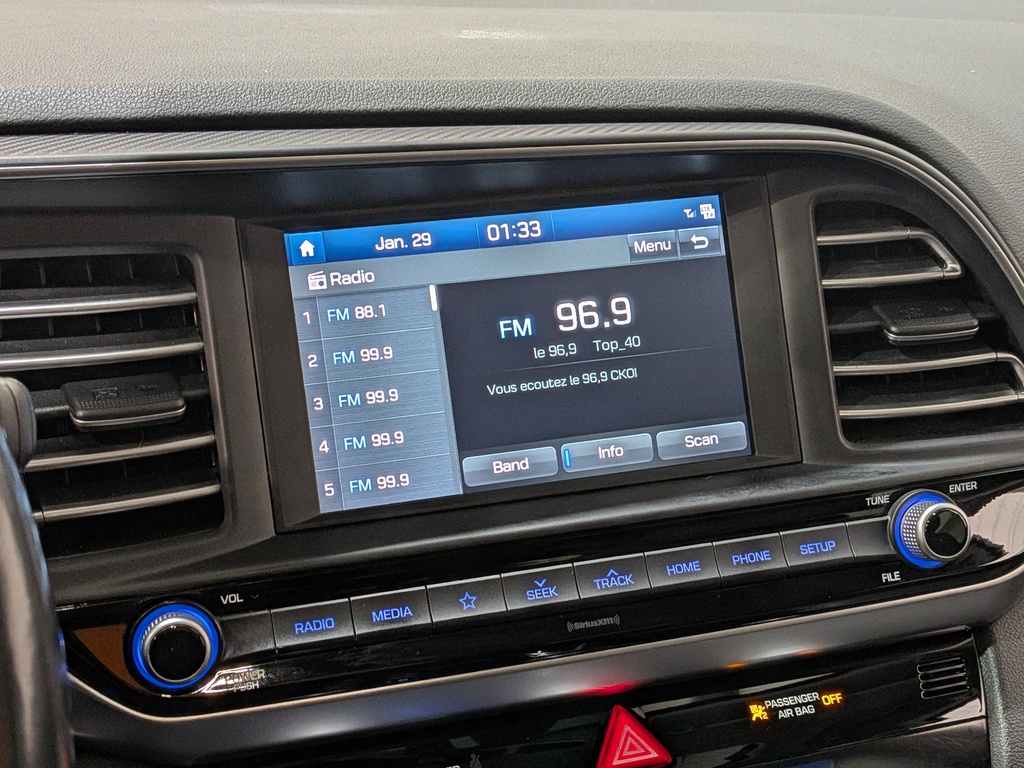 Jan. 29
01:33
Radio
Menu
1 FM 88.1
2 FM 99.9
3 FM 99.9
4 FM 99.9
5 FM 99.9
FM 96.9
le 96,9 Top_40
Vous ecoutez le 96,9 CKOI
Band
Info
Scan
TUNE
ENTER
FILE
VOL
POWER
PUSH
RADIO
MEDIA
SEEK
TRACK
HOME
PHONE
SETUP
((SiriusXM))
PASSENGER
AIR BAG
OFF